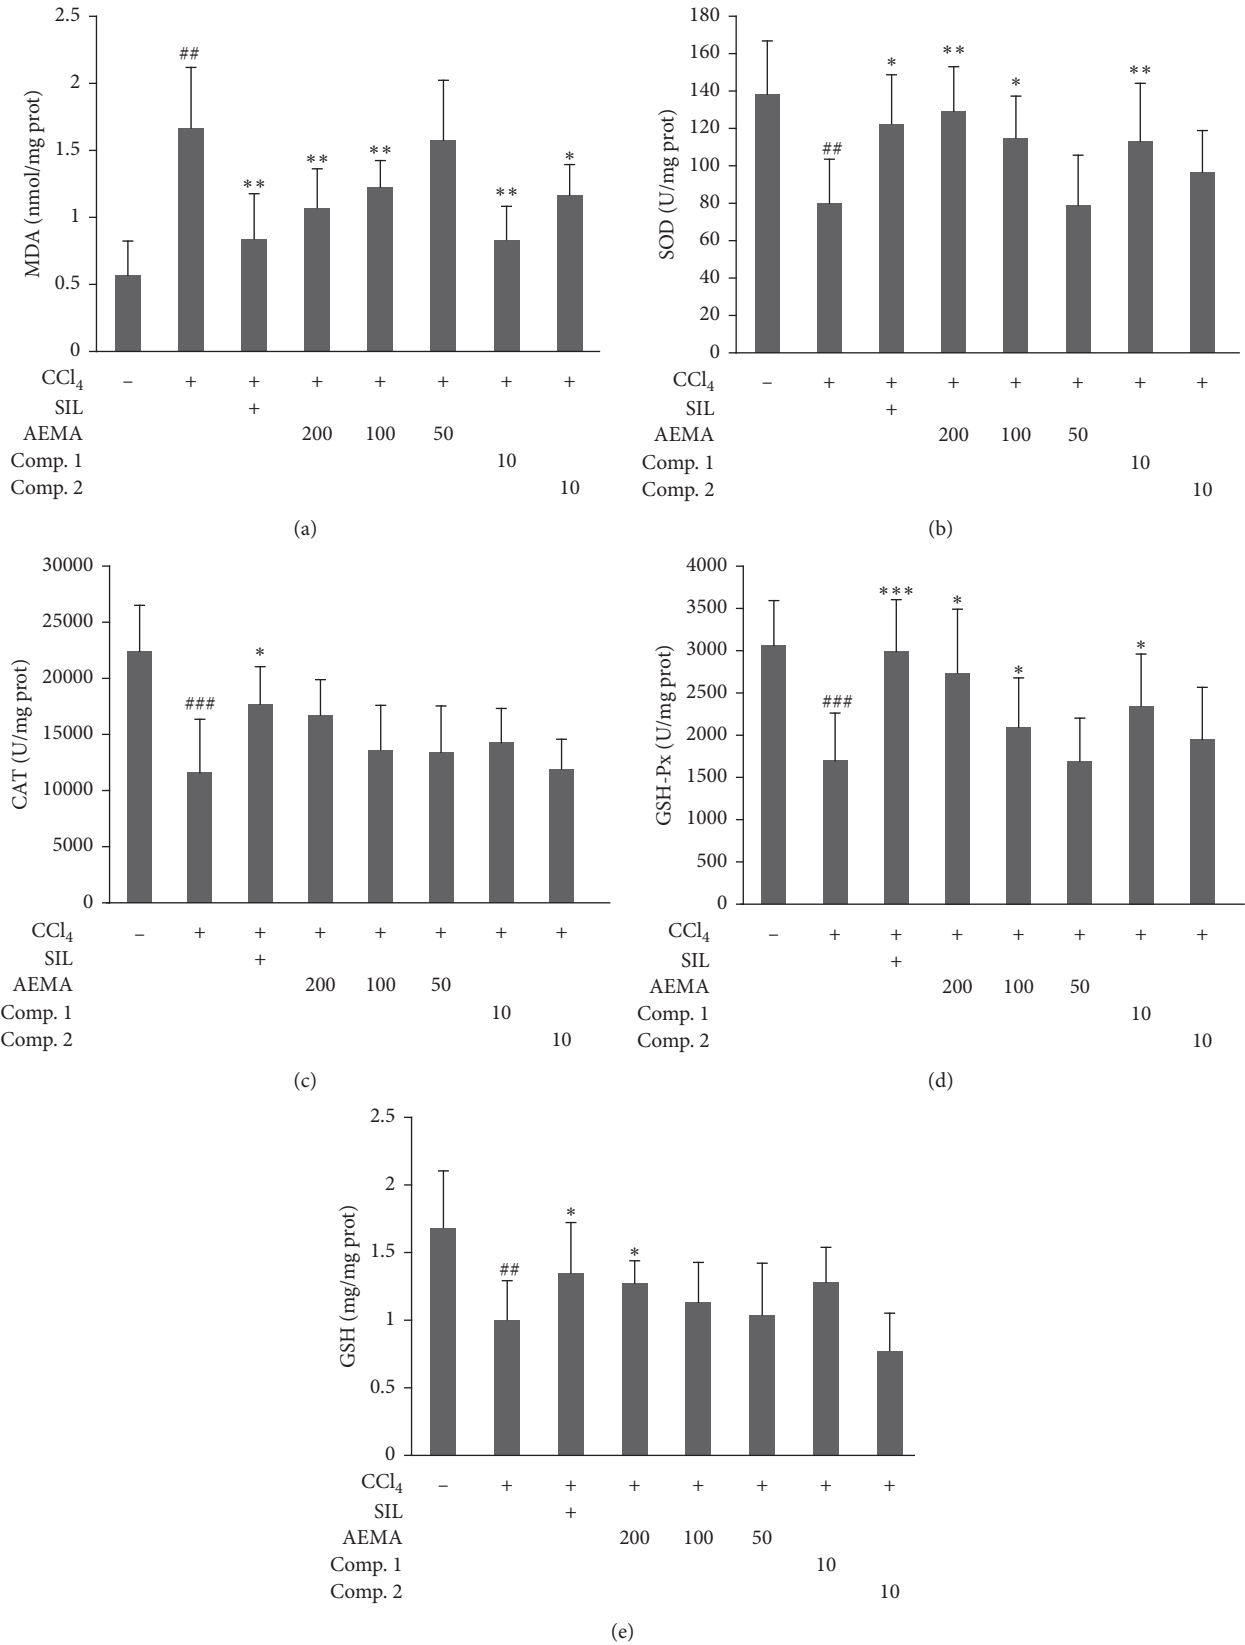 2.5
2
1.5
1
0.5
0
MDA (nmol/mg prot)
##
**
**
**
**
*
CCl4 – + + + + + + +
SIL +
AEMA 200 100 50
Comp. 1 10
Comp. 2 10
(a)
180
160
140
120
100
80
60
40
20
0
SOD (U/mg prot)
##
*
**
*
**
CCl4 – + + + + + + +
SIL +
AEMA 200 100 50
Comp. 1 10
Comp. 2 10
(b)
30000
25000
20000
15000
10000
5000
0
CAT (U/mg prot)
###
*
CCl4 – + + + + + + +
SIL +
AEMA 200 100 50
Comp. 1 10
Comp. 2 10
(c)
4000
3500
3000
2500
2000
1500
1000
500
0
GSH-Px (U/mg prot)
###
***
*
*
*
CCl4 – + + + + + + +
SIL +
AEMA 200 100 50
Comp. 1 10
Comp. 2 10
(d)
2.5
2
1.5
1
0.5
0
GSH (mg/mg prot)
##
*
*
CCl4 – + + + + + + +
SIL +
AEMA 200 100 50
Comp. 1 10
Comp. 2 10
(e)